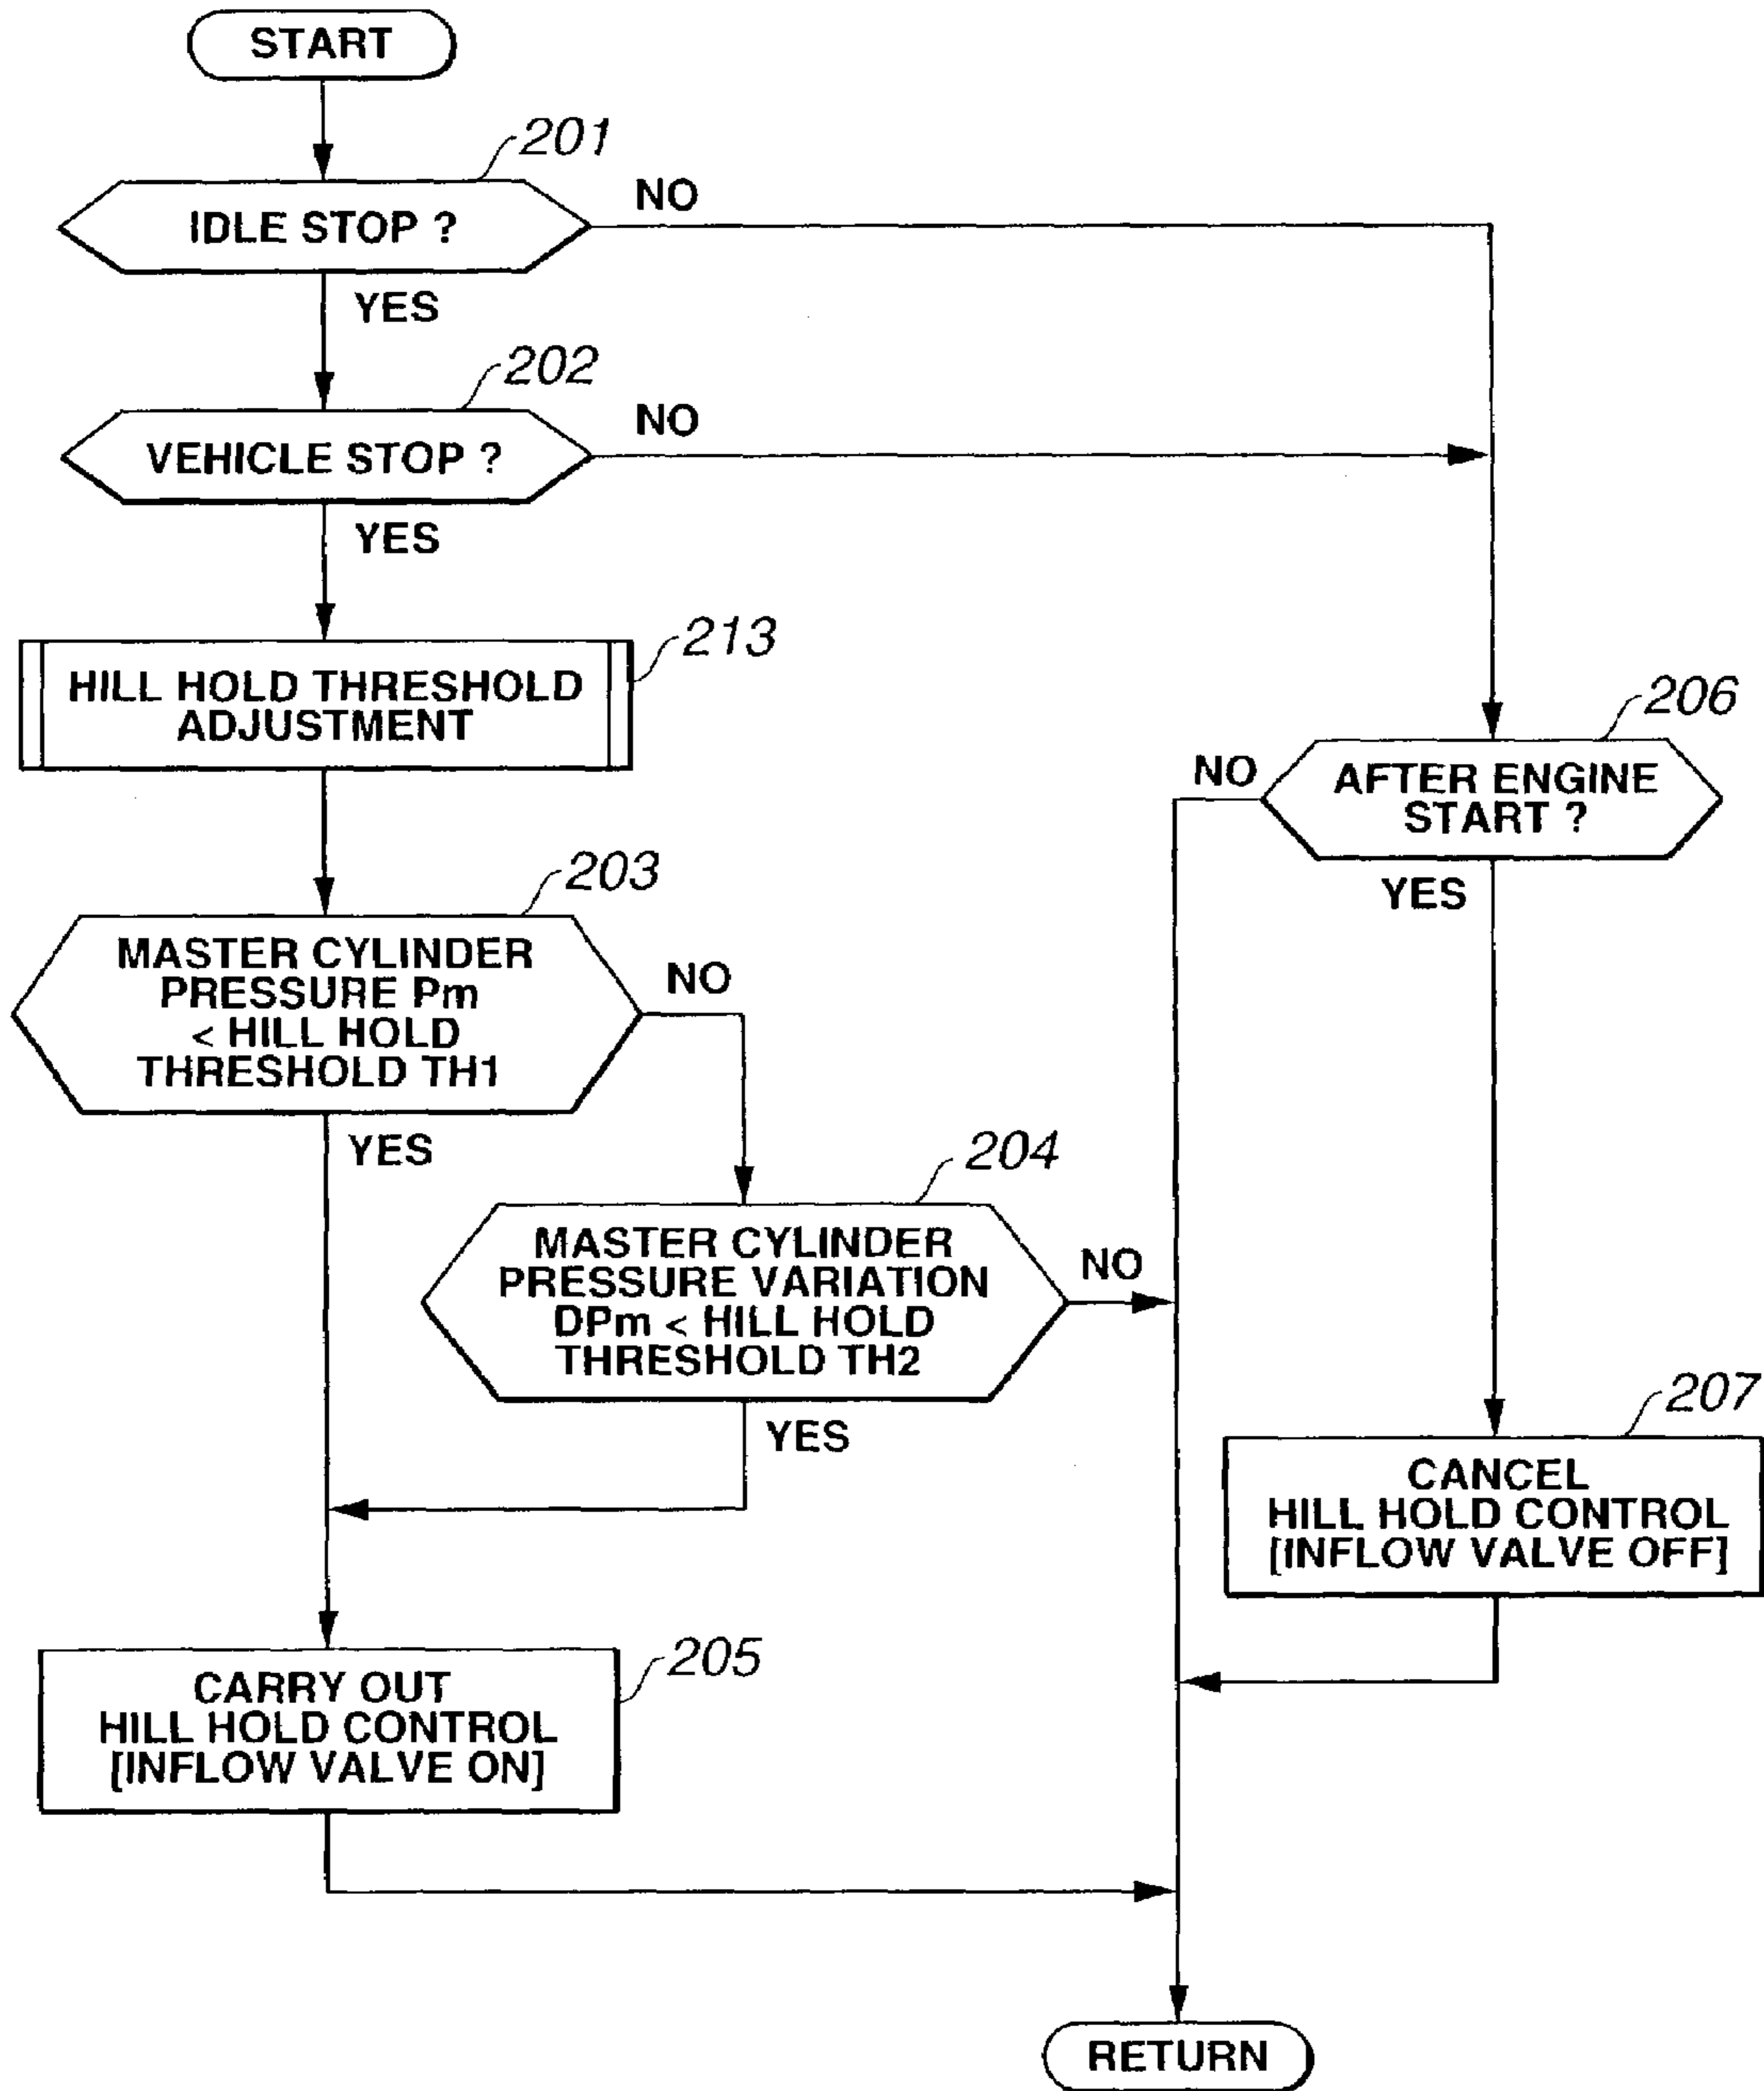 START
201
IDLE STOP ?
NO
YES
202
VEHICLE STOP ?
NO
YES
213
HILL HOLD THRESHOLD
ADJUSTMENT
206
AFTER ENGINE
START ?
NO
YES
203
MASTER CYLINDER
PRESSURE Pm
< HILL HOLD
THRESHOLD TH1
NO
YES
204
MASTER CYLINDER
PRESSURE VARIATION
DPm < HILL HOLD
THRESHOLD TH2
NO
YES
207
CANCEL
HILL HOLD CONTROL
[INFLOW VALVE OFF]
205
CARRY OUT
HILL HOLD CONTROL
[INFLOW VALVE ON]
RETURN